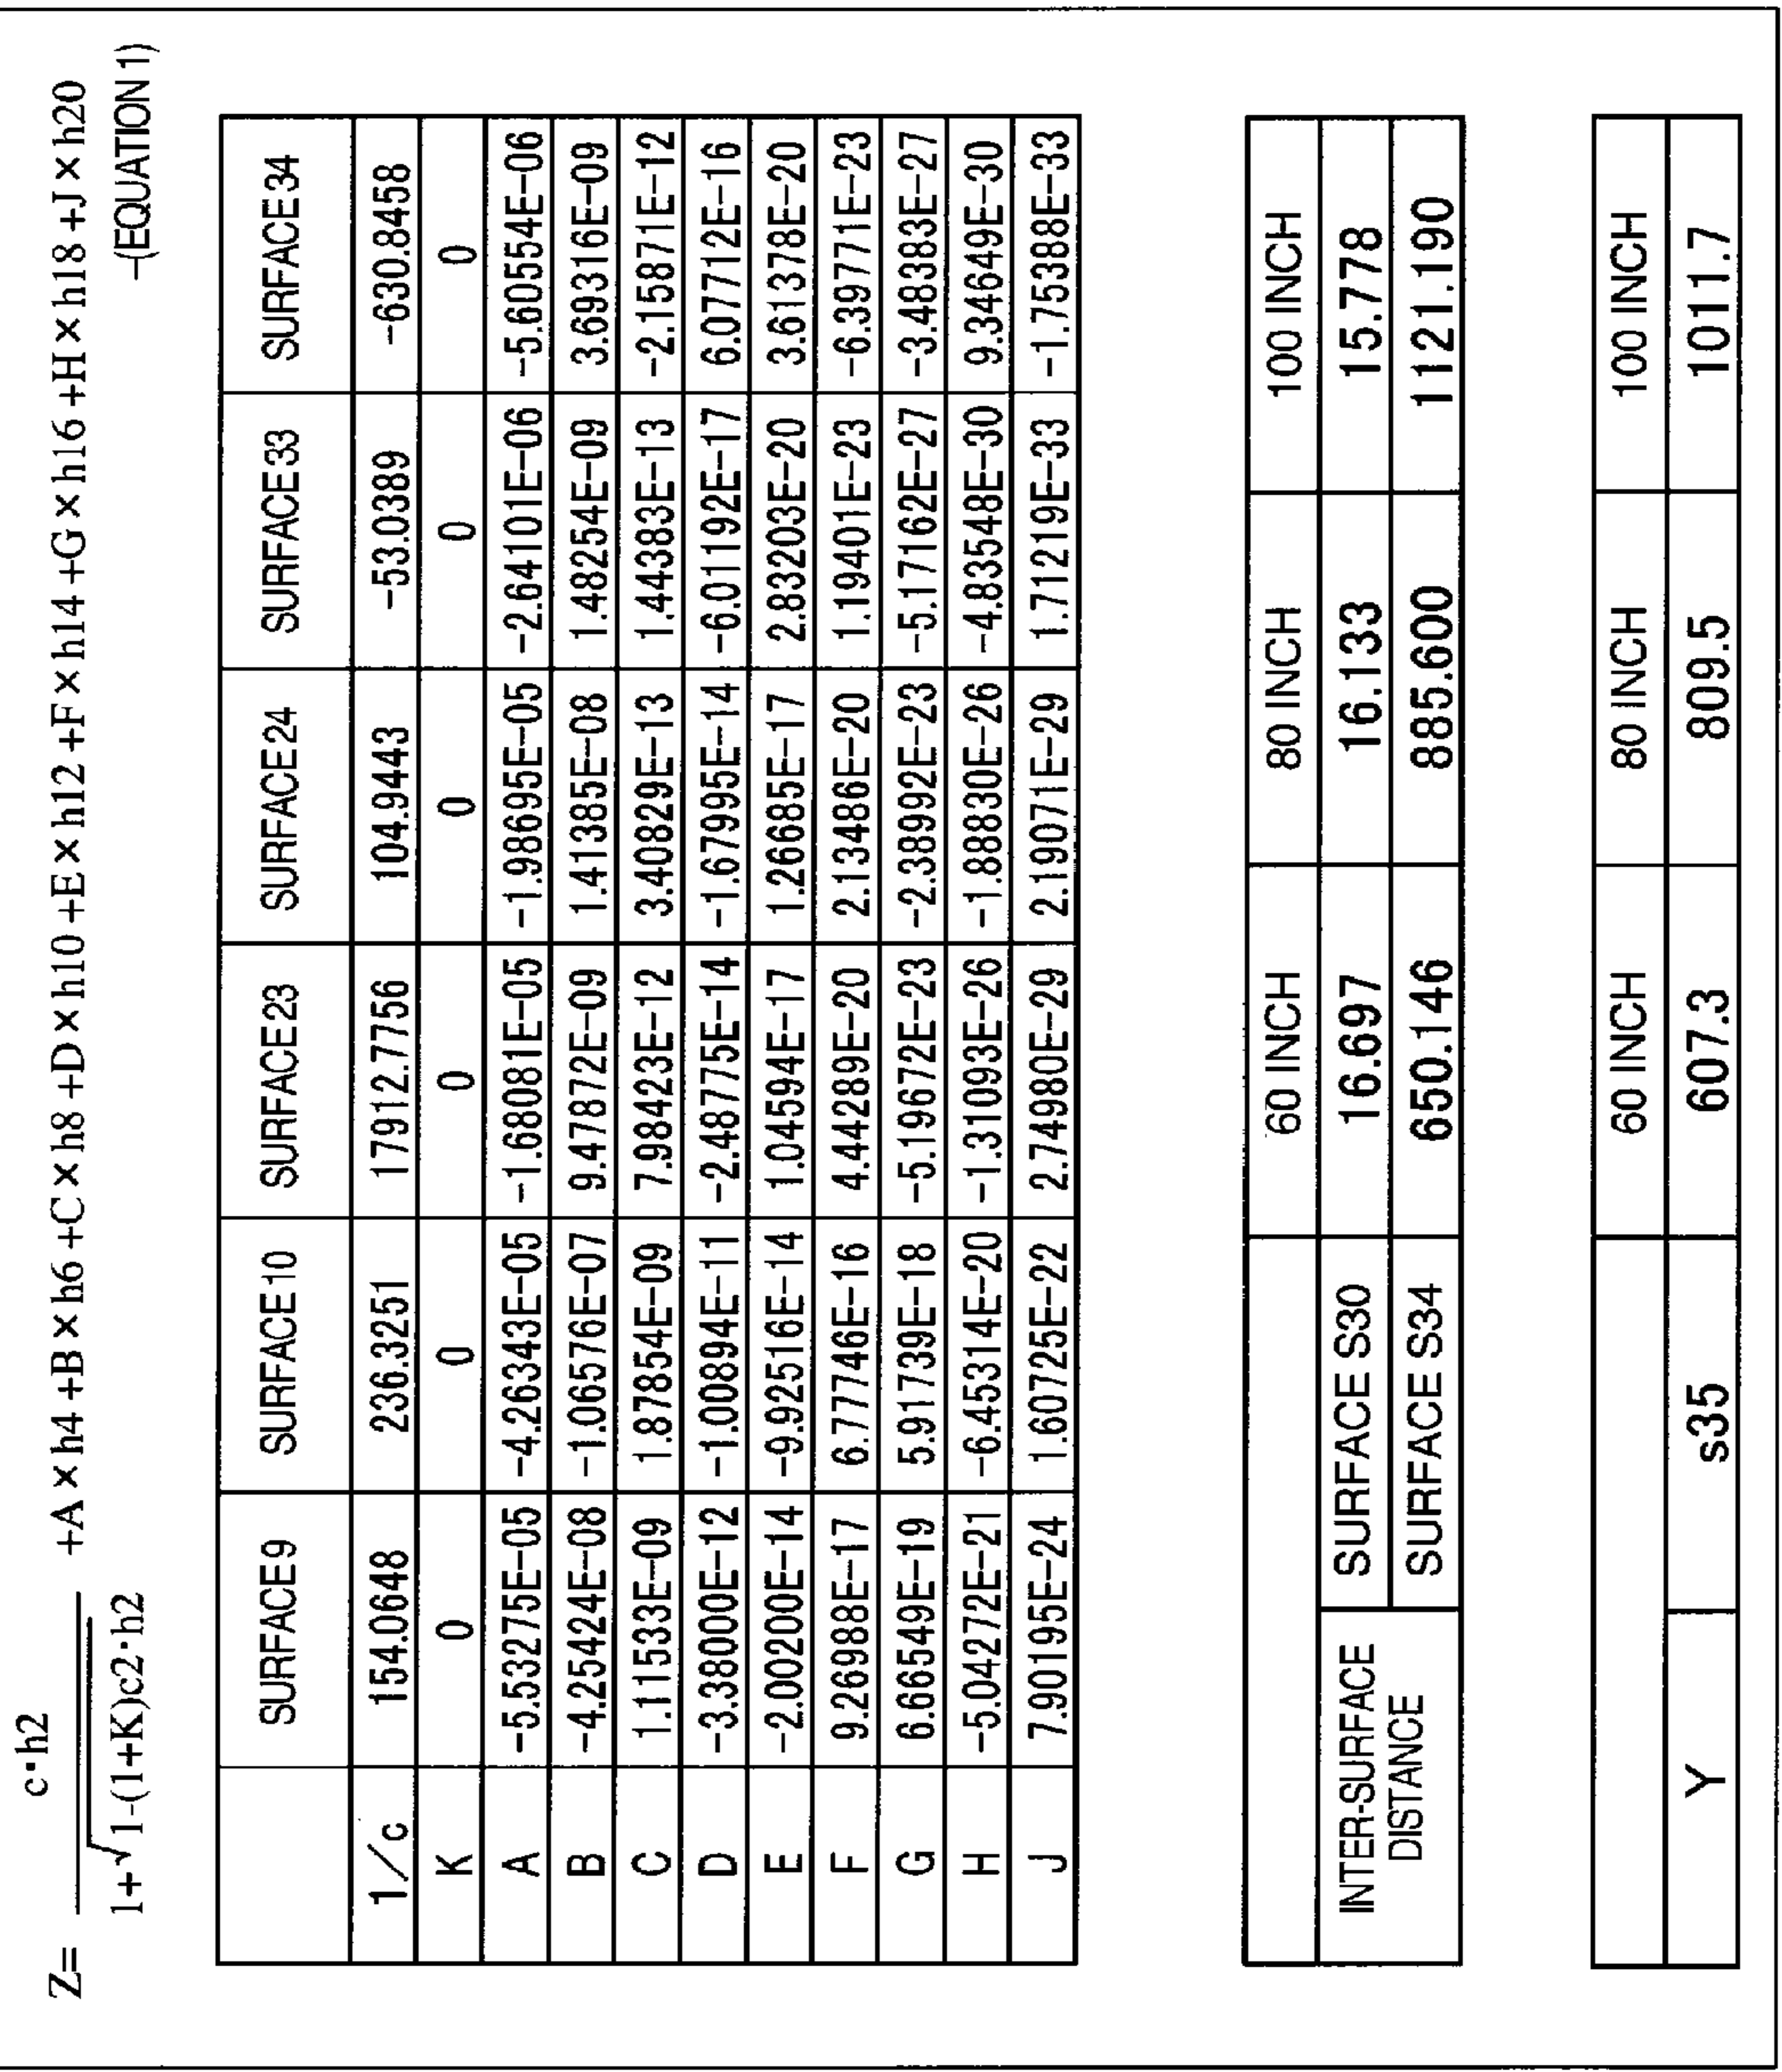 Z= c·h2 / 1+√1-(1+K)c2·h2 +A×h4+B×h6+C×h8+D×h10+E×h12+F×h14+G×h16+H×h18+J×h20
-(EQUATION 1)
SURFACE9 SURFACE10 SURFACE23 SURFACE24 SURFACE33 SURFACE34
1/c 154.0648 236.3251 17912.7756 104.9443 -53.0389 -630.8458
K 0 0 0 0 0 0
A -5.53275E-05 -4.26343E-05 -1.68081E-05 -1.98695E-05 -2.64101E-06 -5.60554E-06
B -4.25424E-08 -1.06576E-07 9.47872E-09 1.41385E-08 1.48254E-09 3.69316E-09
C 1.11533E-09 1.87854E-09 7.98423E-12 3.40829E-13 1.44383E-13 -2.15871E-12
D -3.38000E-12 -1.00894E-11 -2.48775E-14 -1.67995E-14 -6.01192E-17 6.07712E-16
E -2.00200E-14 -9.92516E-14 1.04594E-17 1.26685E-17 2.83203E-20 3.61378E-20
F 9.26988E-17 6.77746E-16 4.44289E-20 2.13486E-20 1.19401E-23 -6.39771E-23
G 6.66549E-19 5.91739E-18 -5.19672E-23 -2.38992E-23 -5.17162E-27 -3.48383E-27
H -5.04272E-21 -6.45314E-20 -1.31093E-26 -1.88830E-26 -4.83548E-30 9.34649E-30
J 7.90195E-24 1.60725E-22 2.74980E-29 2.19071E-29 1.71219E-33 -1.75388E-33
60 INCH 80 INCH 100 INCH
INTER-SURFACE
DISTANCE
SURFACE S30 16.697 16.133 15.778
SURFACE S34 650.146 885.600 1121.190
60 INCH 80 INCH 100 INCH
Y s35 607.3 809.5 1011.7